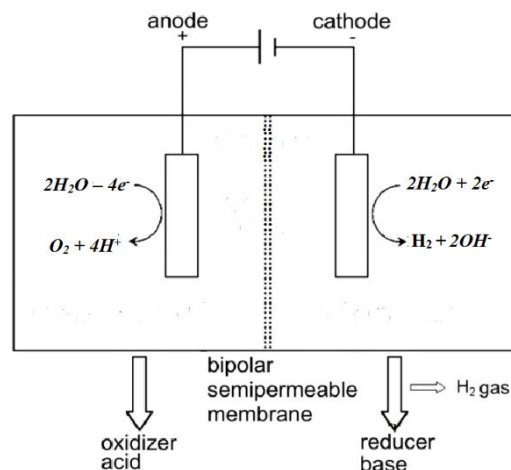 anode
+
cathode
-
2H₂O – 4e⁻
O₂ + 4H⁺
2H₂O + 2e⁻
H₂ + 2OH⁻
bipolar
semipermeable
membrane
oxidizer
acid
reducer
base
H₂ gas